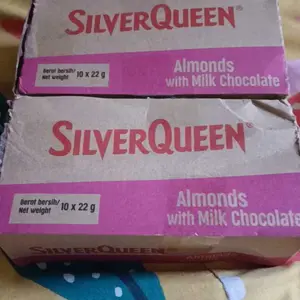 SILVERQUEEN®
Berat bersih/
Net weight
10 x 22 g
Almonds
with Milk Chocolate
SILVERQUEEN®
Berat bersih/
Net weight
10 x 22 g
Almonds
with Milk Chocolate